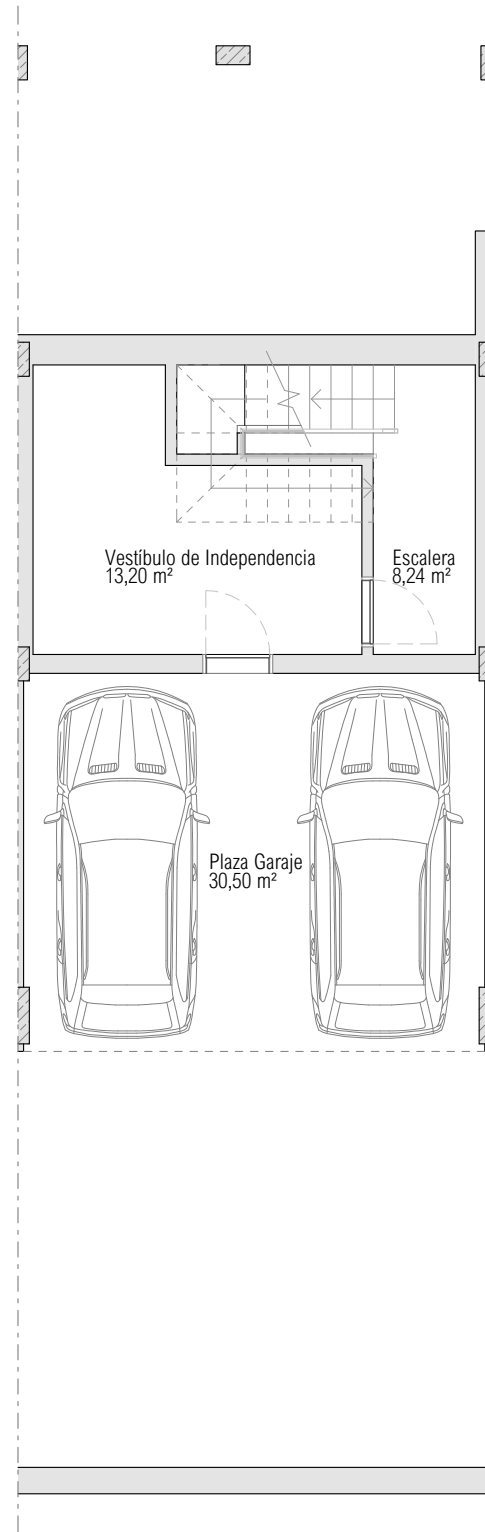 Vestíbulo de Independencia
13,20 m²
Escalera
8,24 m²
Plaza Garaje
30,50 m²